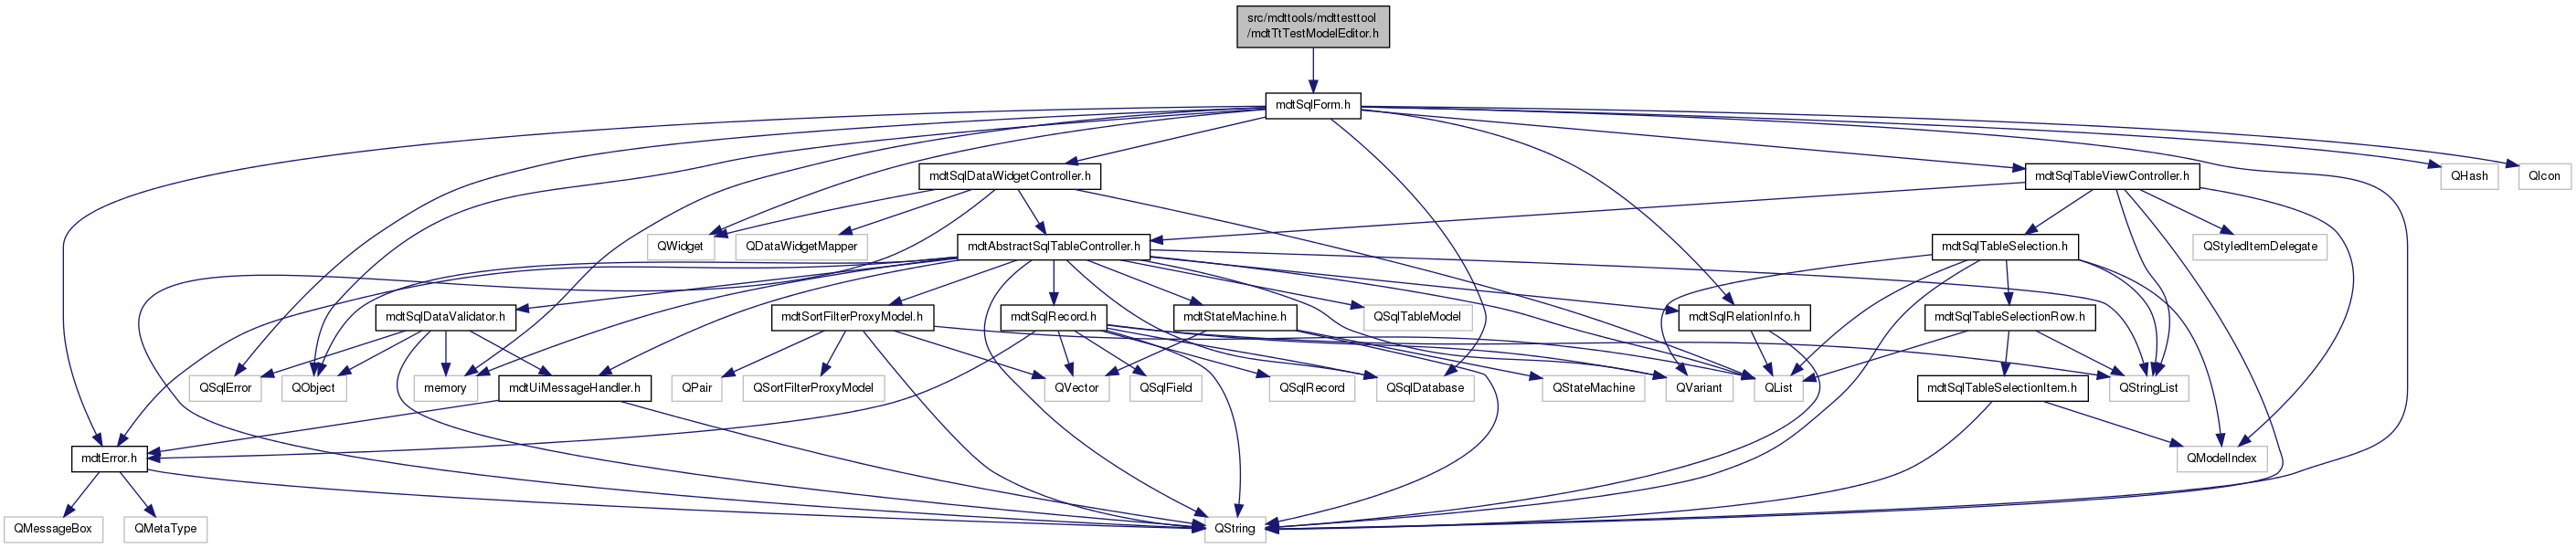 src/mdttools/mdttesttool
/mdtTtTestModelEditor.h
mdtSqlForm.h
mdtSqlDataWidgetController.h
mdtSqlTableViewController.h
QHash
QIcon
QWidget
QDataWidgetMapper
mdtAbstractSqlTableController.h
mdtSqlTableSelection.h
QStyledItemDelegate
mdtSqlDataValidator.h
mdtSortFilterProxyModel.h
mdtSqlRecord.h
mdtStateMachine.h
QSqlTableModel
mdtSqlRelationInfo.h
mdtSqlTableSelectionRow.h
QSqlError
QObject
memory
mdtUiMessageHandler.h
QPair
QSortFilterProxyModel
QVector
QSqlField
QSqlRecord
QSqlDatabase
QStateMachine
QVariant
QList
mdtSqlTableSelectionItem.h
QStringList
mdtError.h
QModelIndex
QMessageBox
QMetaType
QString